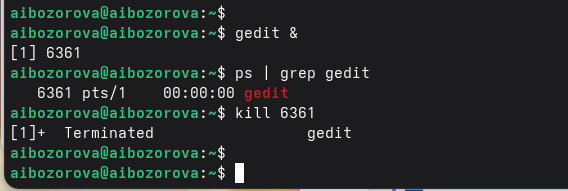 aibozorova@aibozorova:~$
aibozorova@aibozorova:~$ gedit &
[1] 6361
aibozorova@aibozorova:~$ ps | grep gedit
   6361 pts/1    00:00:00 gedit
aibozorova@aibozorova:~$ kill 6361
[1]+  Terminated              gedit
aibozorova@aibozorova:~$
aibozorova@aibozorova:~$